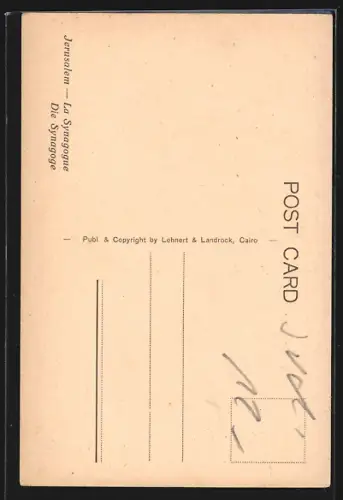 Jerusalem — La Synagogue
Die Synagoge
POST CARD
Publ & Copyright by Lehnert & Landrock, Cairo